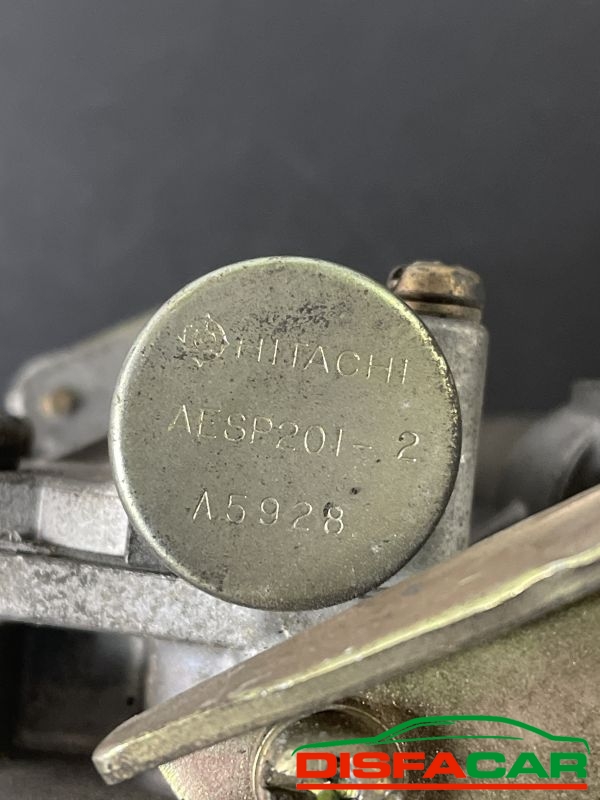 HITACHI
AESP201-2
A5928
DISFACAR